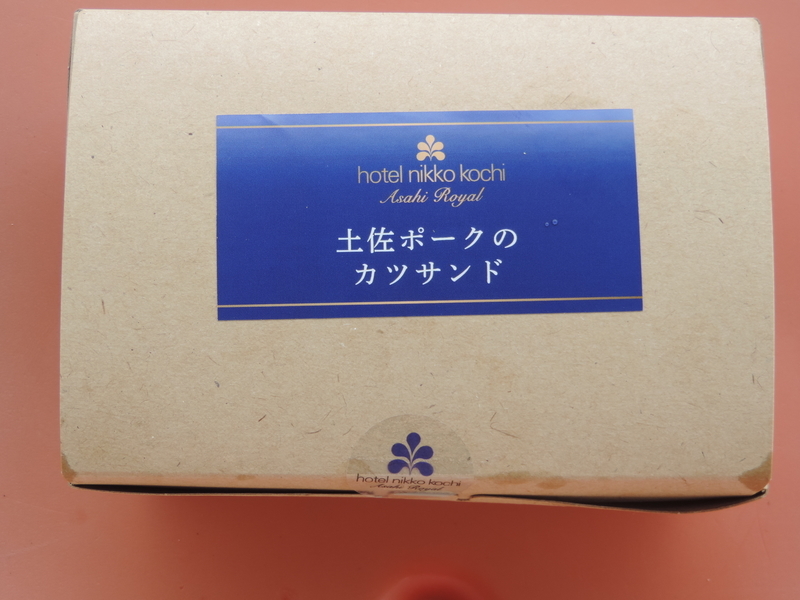 hotel nikko kochi
Asahi Royal
土佐ポークの
カツサンド
hotel nikko kochi
Asahi Royal